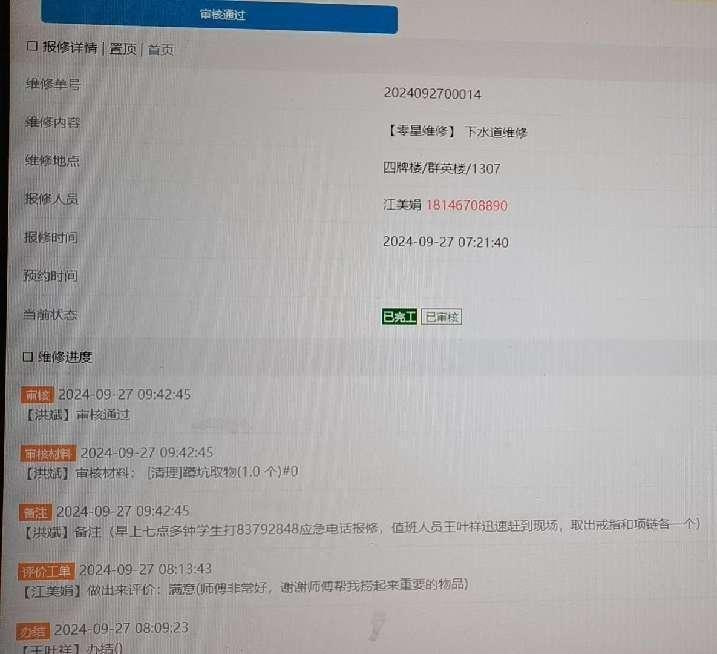 审核通过
报修详情 | 置顶 | 首页
维修单号 2024092700014
维修内容 【零星维修】 下水道维修
维修地点 四牌楼/群英楼/1307
报修人员 江美娟 18146708890
报修时间 2024-09-27 07:21:40
预约时间
当前状态 已完工 已审核
维修进度
审核 2024-09-27 09:42:45
【洪斌】审核通过
审核材料 2024-09-27 09:42:45
【洪斌】审核材料： [清理]蹲坑取物(1.0 个)#0
备注 2024-09-27 09:42:45
【洪斌】备注（早上七点多钟学生打83792848应急电话报修，值班人员王叶样迅速赶到现场，取出戒指和项链各一个）
评价工单 2024-09-27 08:13:43
【江美娟】做出来评价：满意(师傅非常好，谢谢师傅帮我捞起来重要的物品)
办结 2024-09-27 08:09:23
【王叶样】办结()